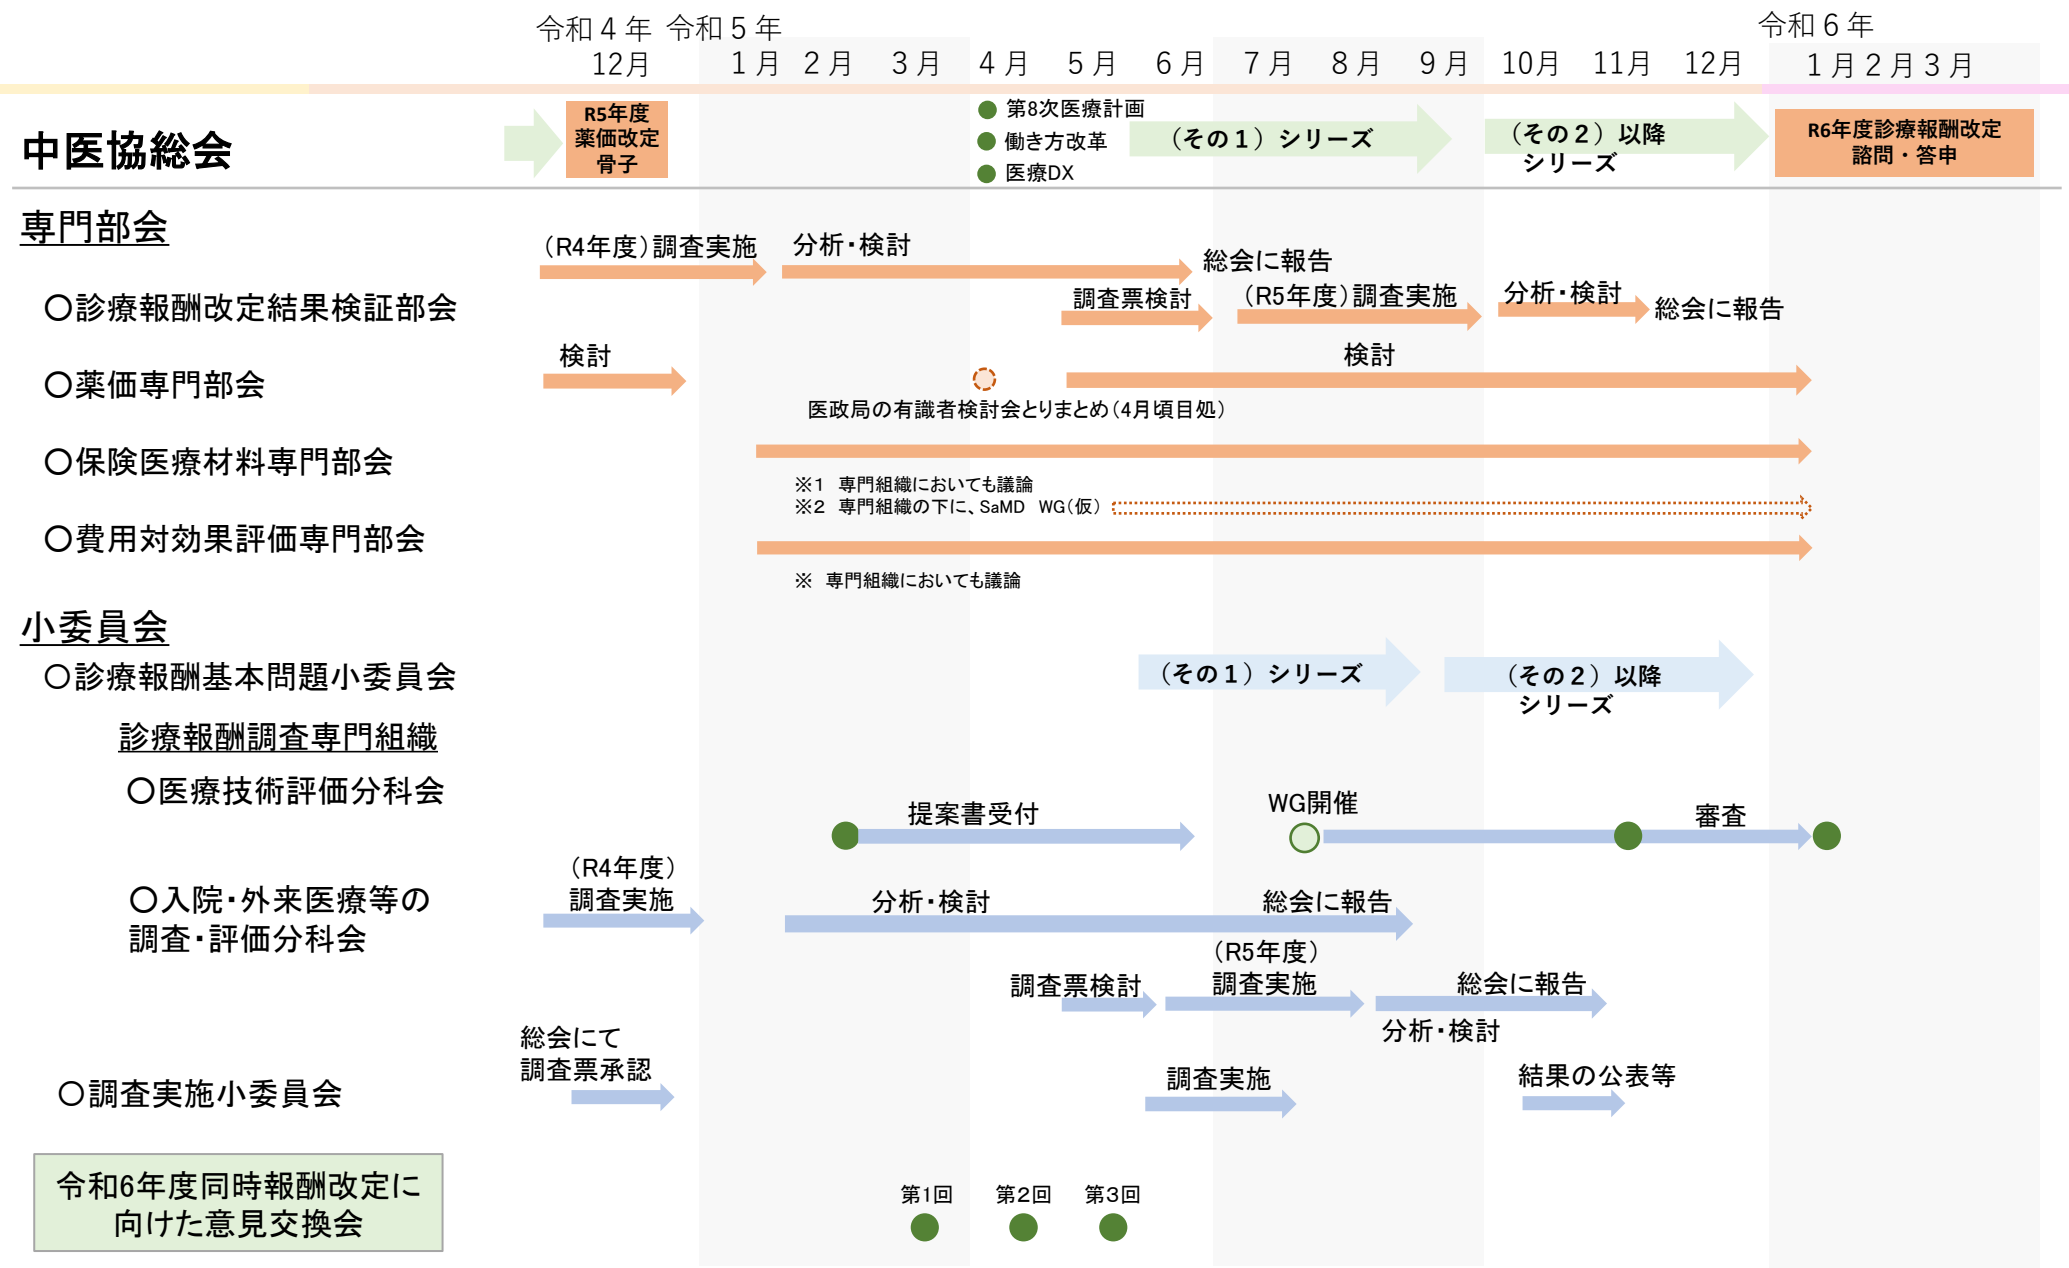 令和４年 令和５年 令和６年
12月 １月 ２月 ３月 ４月 ５月 ６月 ７月 ８月 ９月 10月 11月 12月 １月２月３月
中医協総会
R5年度
薬価改定
骨子
第8次医療計画
働き方改革
医療DX
（その１）シリーズ
（その２）以降
シリーズ
R6年度診療報酬改定
諮問・答申
専門部会
（R4年度）調査実施
分析・検討
総会に報告
〇診療報酬改定結果検証部会
調査票検討
（R5年度）調査実施
分析・検討
総会に報告
〇薬価専門部会
検討
検討
医政局の有識者検討会とりまとめ（4月頃目処）
〇保険医療材料専門部会
※1　専門組織においても議論
※2　専門組織の下に、SaMD　WG（仮）
〇費用対効果評価専門部会
※　専門組織においても議論
小委員会
〇診療報酬基本問題小委員会
（その１）シリーズ
（その２）以降
シリーズ
診療報酬調査専門組織
〇医療技術評価分科会
提案書受付
WG開催
審査
〇入院・外来医療等の
調査・評価分科会
（R4年度）
調査実施
分析・検討
総会に報告
調査票検討
（R5年度）
調査実施
総会に報告
分析・検討
〇調査実施小委員会
総会にて
調査票承認
調査実施
結果の公表等
令和6年度同時報酬改定に
向けた意見交換会
第1回
第2回
第3回